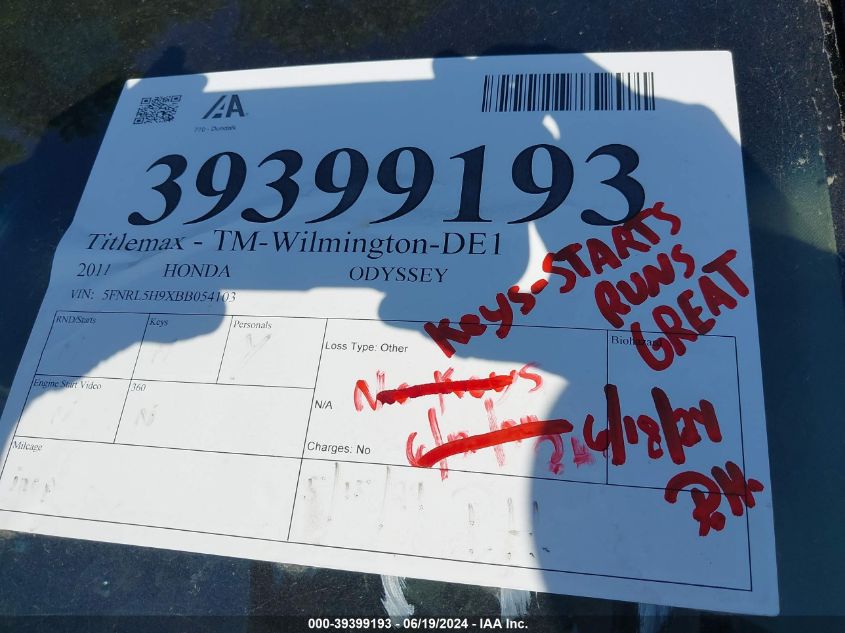 IAA
770 - Dundalk
39399193
Titlemax - TM-Wilmington-DE1
2011 HONDA ODYSSEY
VIN: 5FNRL5H9XBB054103
Keys-STARTS
RUNS
GREAT
RND/Starts
Keys
Personals
Y
Loss Type: Other
Biohazard
Engine Start Video
360
N
N/A
No Keys
Charges: No
6/18/24
P.H.
Mileage
000-39399193 - 06/19/2024 - IAA Inc.